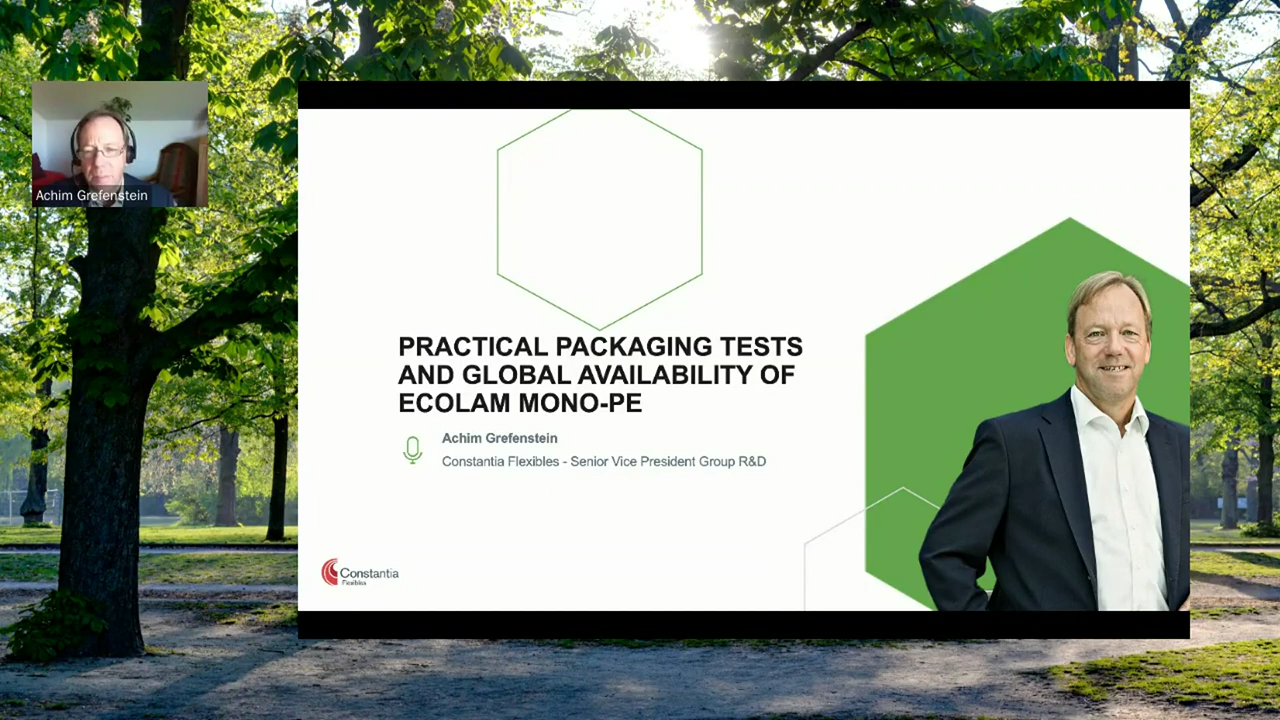 Achim Grefenstein
PRACTICAL PACKAGING TESTS
AND GLOBAL AVAILABILITY OF
ECOLAM MONO-PE
Achim Grefenstein
Constantia Flexibles - Senior Vice President Group R&D
Constantia
Flexibles